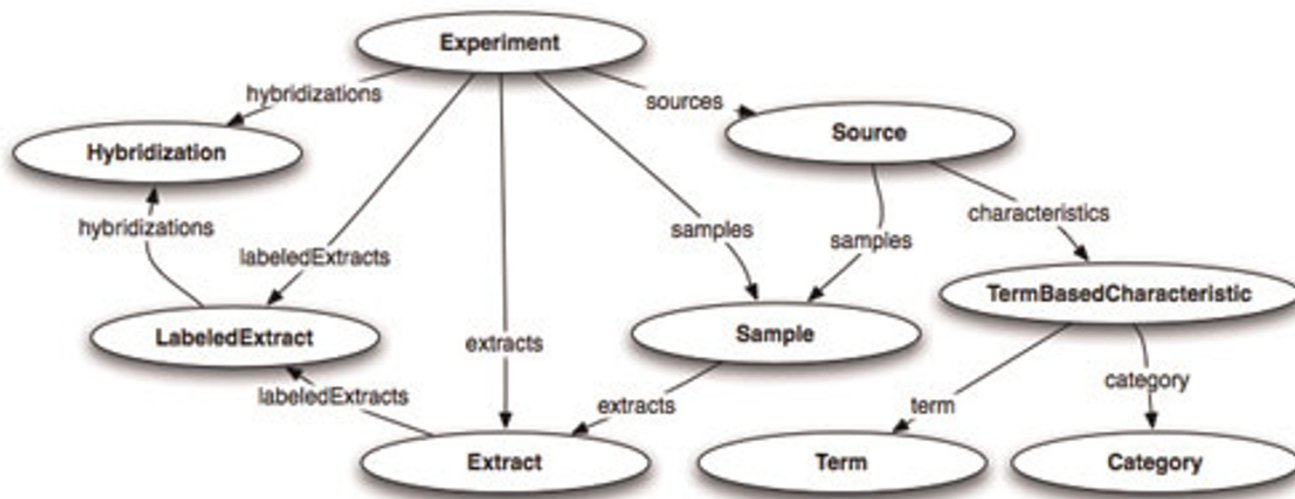 Experiment
hybridizations
sources
Source
Hybridization
characteristics
hybridizations
samples
samples
labeledExtracts
TermBasedCharacteristic
LabeledExtract
Sample
extracts
category
labeledExtracts
extracts
term
Extract
Term
Category